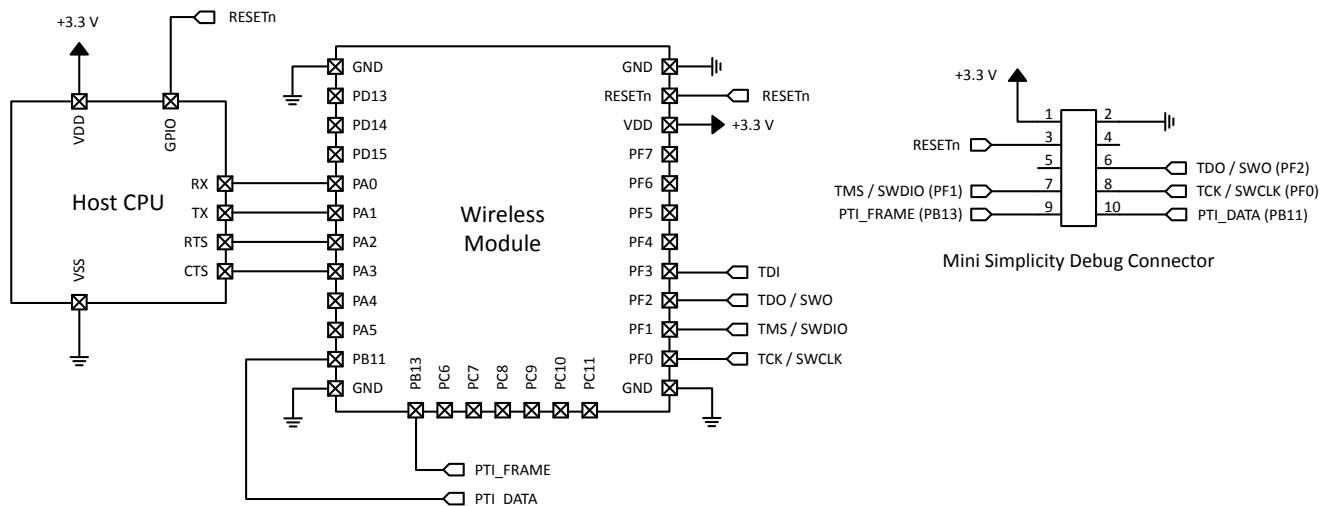 +3.3 V
RESETn
VDD
GPIO
Host CPU
RX
TX
RTS
CTS
VSS
GND
PD13
PD14
PD15
PA0
PA1
PA2
PA3
PA4
PA5
PB11
GND
Wireless
Module
PB13
PC6
PC7
PC8
PC9
PC10
PC11
GND
RESETn
VDD
PF7
PF6
PF5
PF4
PF3
PF2
PF1
PF0
GND
RESETn
+3.3 V
TDI
TDO / SWO
TMS / SWDIO
TCK / SWCLK
PTI_FRAME
PTI_DATA
+3.3 V
1 2
RESETn 3 4
5 6 TDO / SWO (PF2)
TMS / SWDIO (PF1) 7 8 TCK / SWCLK (PF0)
PTI_FRAME (PB13) 9 10 PTI_DATA (PB11)
Mini Simplicity Debug Connector